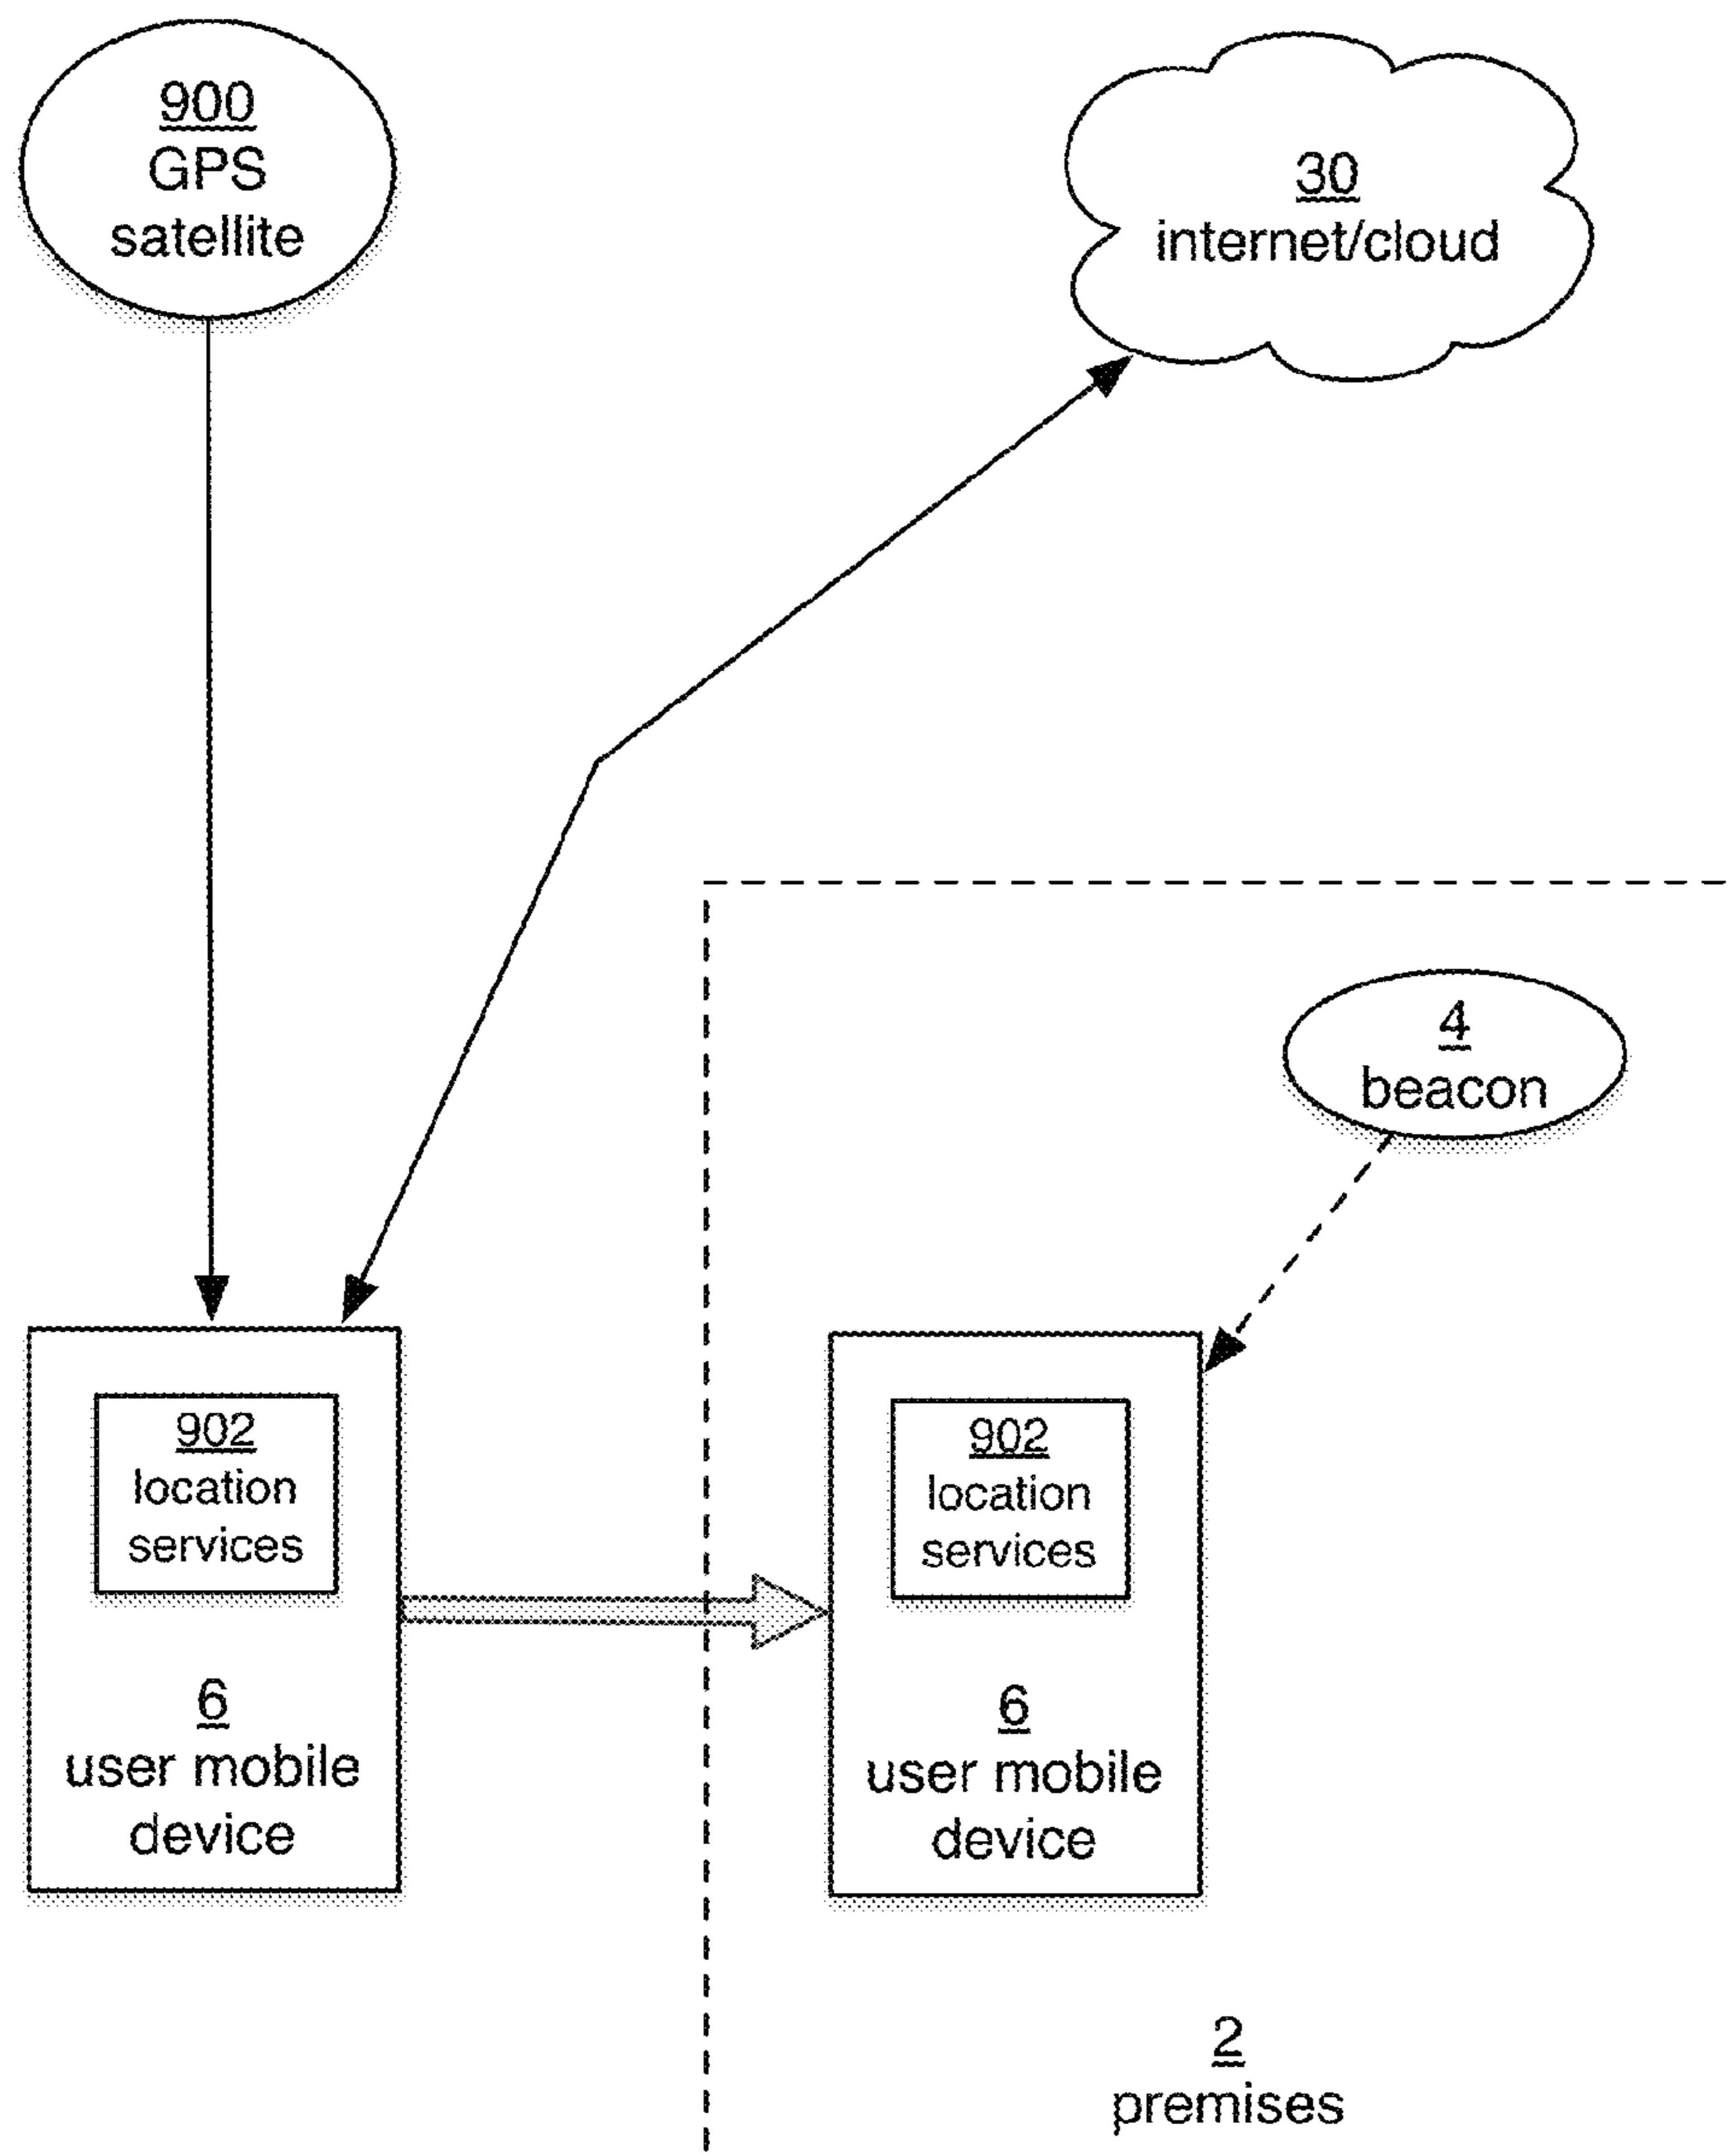 900
GPS
satellite
30
internet/cloud
4
beacon
902
location
services
6
user mobile
device
902
location
services
6
user mobile
device
2
premises